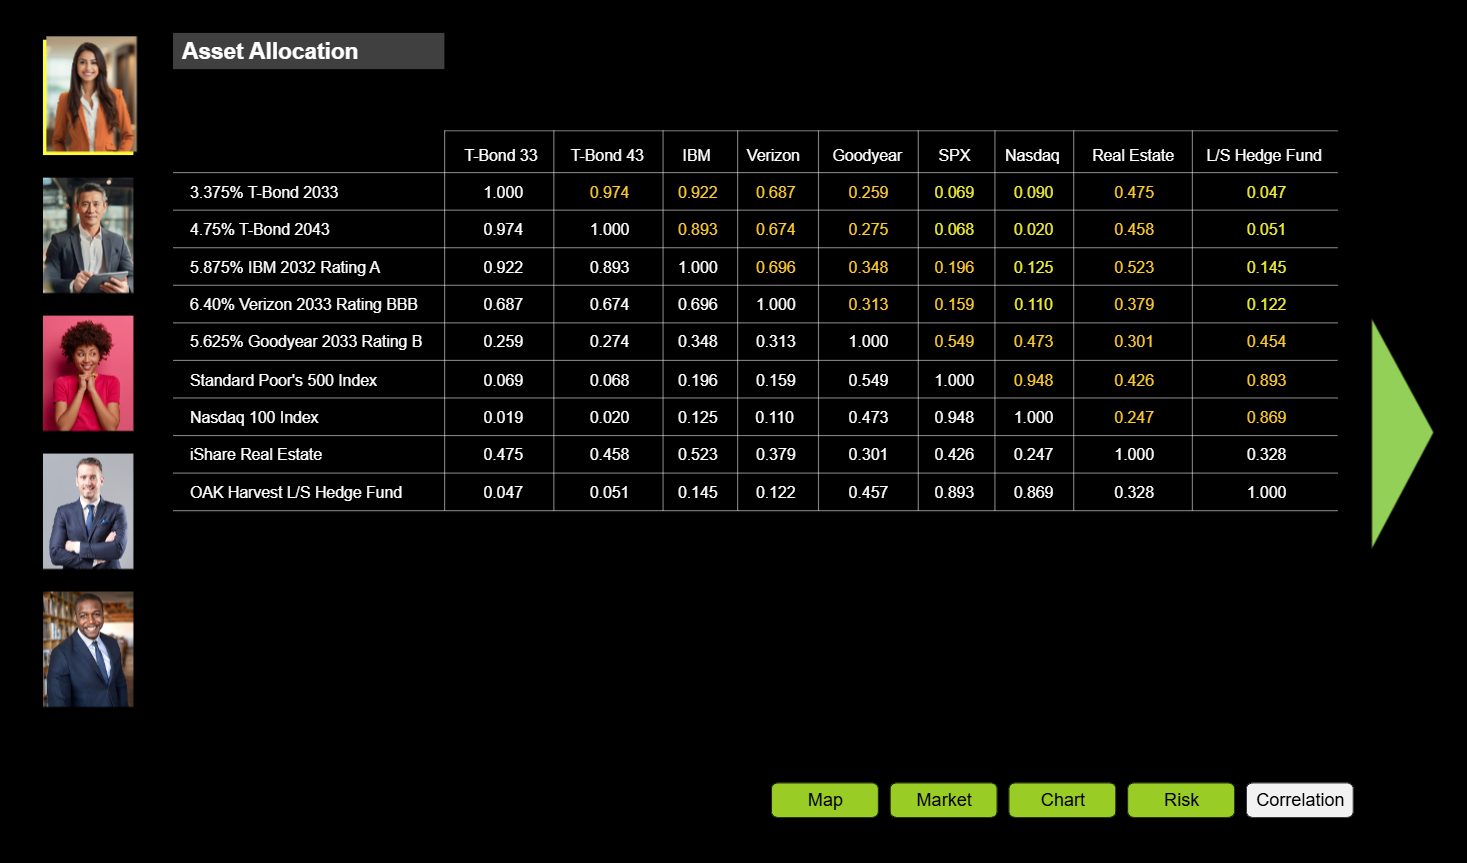 Asset Allocation
T-Bond 33 T-Bond 43 IBM Verizon Goodyear SPX Nasdaq Real Estate L/S Hedge Fund
3.375% T-Bond 2033 1.000 0.974 0.922 0.687 0.259 0.069 0.090 0.475 0.047
4.75% T-Bond 2043 0.974 1.000 0.893 0.674 0.275 0.068 0.020 0.458 0.051
5.875% IBM 2032 Rating A 0.922 0.893 1.000 0.696 0.348 0.196 0.125 0.523 0.145
6.40% Verizon 2033 Rating BBB 0.687 0.674 0.696 1.000 0.313 0.159 0.110 0.379 0.122
5.625% Goodyear 2033 Rating B 0.259 0.274 0.348 0.313 1.000 0.549 0.473 0.301 0.454
Standard Poor's 500 Index 0.069 0.068 0.196 0.159 0.549 1.000 0.948 0.426 0.893
Nasdaq 100 Index 0.019 0.020 0.125 0.110 0.473 0.948 1.000 0.247 0.869
iShare Real Estate 0.475 0.458 0.523 0.379 0.301 0.426 0.247 1.000 0.328
OAK Harvest L/S Hedge Fund 0.047 0.051 0.145 0.122 0.457 0.893 0.869 0.328 1.000
Map Market Chart Risk Correlation